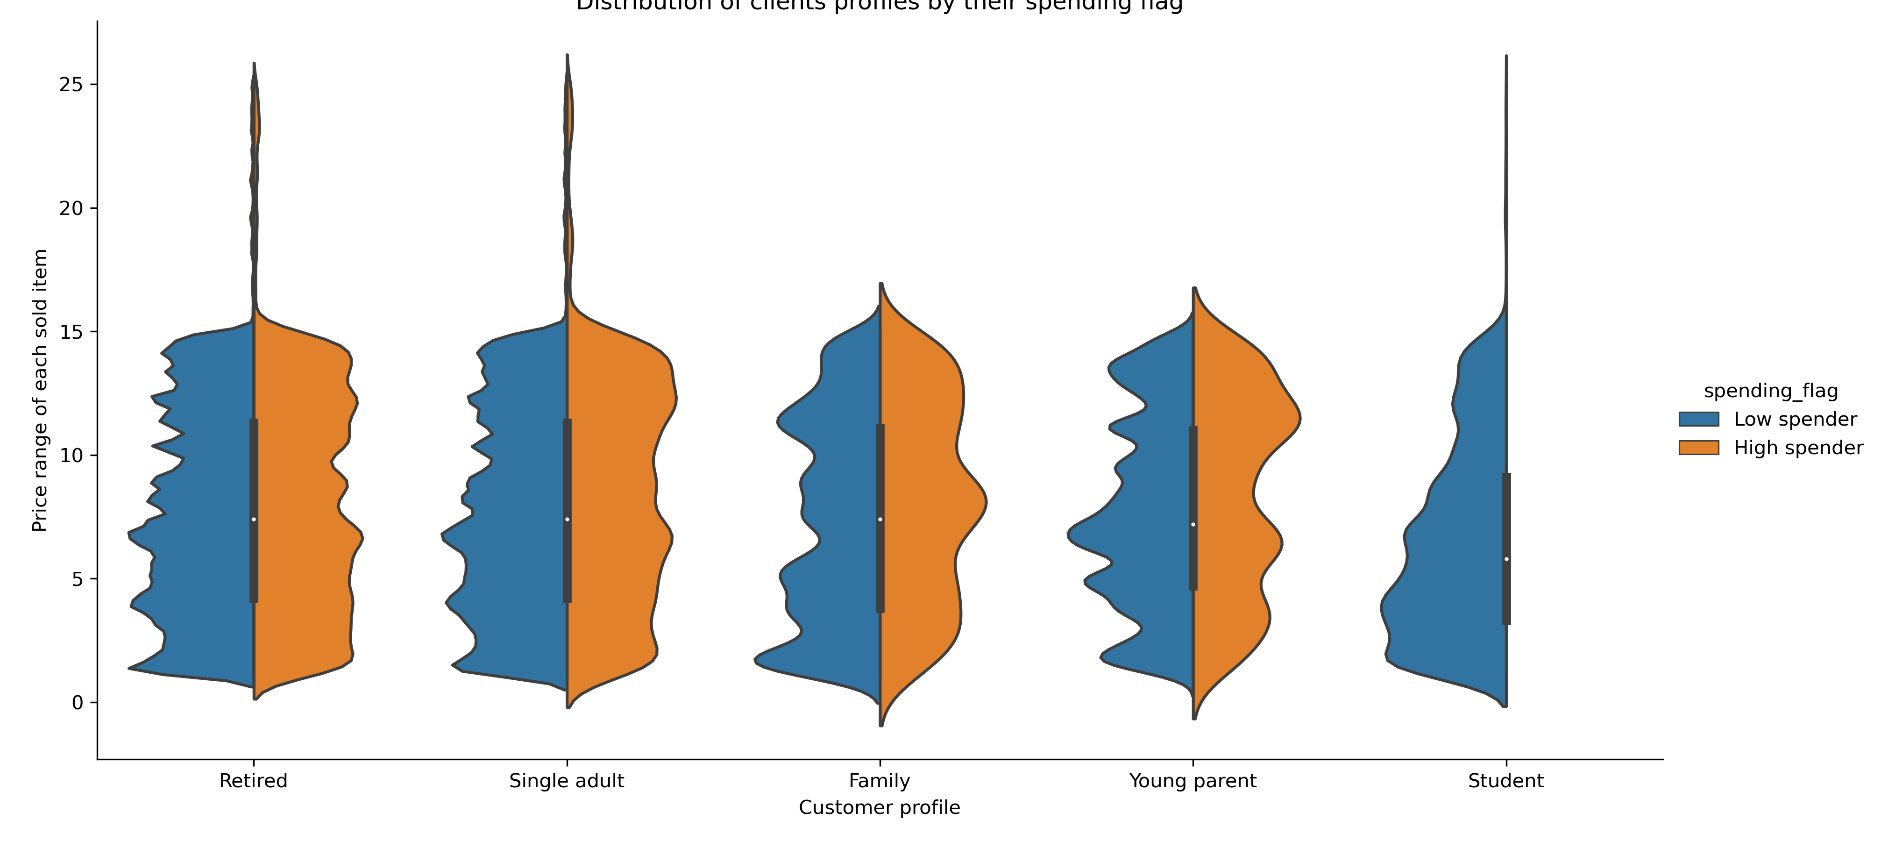 Distribution of clients profiles by their spending flag
25
20
15
10
5
0
Price range of each sold item
Retired
Single adult
Family
Young parent
Student
Customer profile
spending_flag
Low spender
High spender